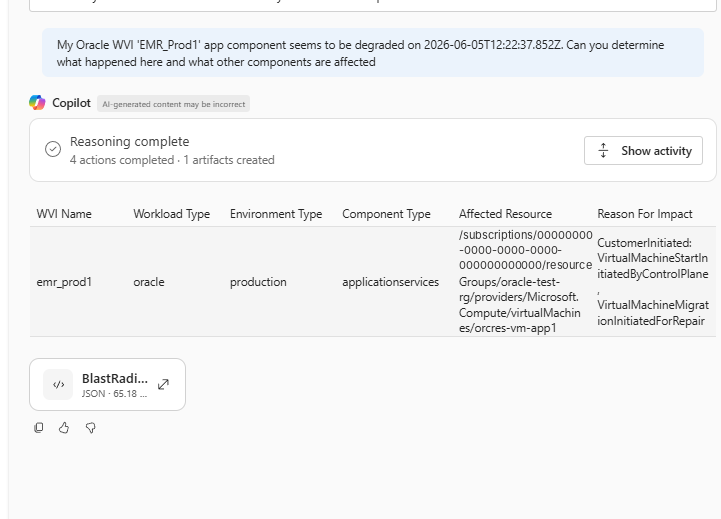 My Oracle WVI 'EMR_Prod1' app component seems to be degraded on 2026-06-05T12:22:37.852Z. Can you determine
what happened here and what other components are affected
Copilot AI-generated content may be incorrect
Reasoning complete
4 actions completed · 1 artifacts created
Show activity
WVI Name Workload Type Environment Type Component Type Affected Resource Reason For Impact
emr_prod1
oracle
production
applicationservices
/subscriptions/00000000
-0000-0000-0000-
000000000000/resource
Groups/oracle-test-
rg/providers/Microsoft.
Compute/virtualMachin
es/orcres-vm-app1
CustomerInitiated:
VirtualMachineStartIn
itiatedByControlPlane
,
VirtualMachineMigrat
ionInitiatedForRepair
</> BlastRadi...
JSON · 65.18 ...